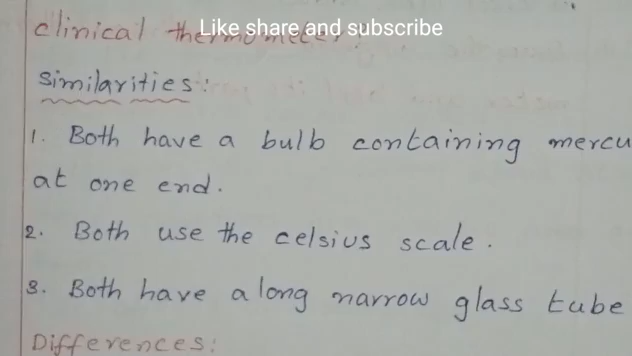 Like share and subscribe
clinical thermometer
Similarities:
1. Both have a bulb containing mercu
at one end.
2. Both use the celsius scale.
3. Both have a long narrow glass tube
Differences: